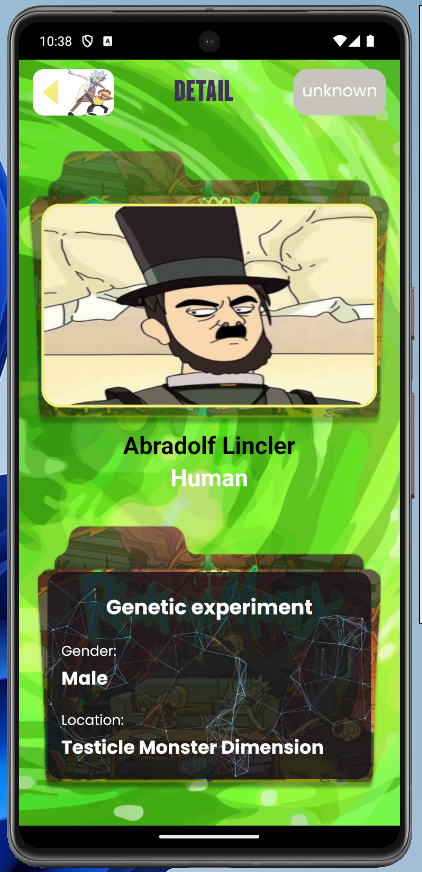 10:38
DETAIL
unknown
Abradolf Lincler
Human
Genetic experiment
Gender:
Male
Location:
Testicle Monster Dimension